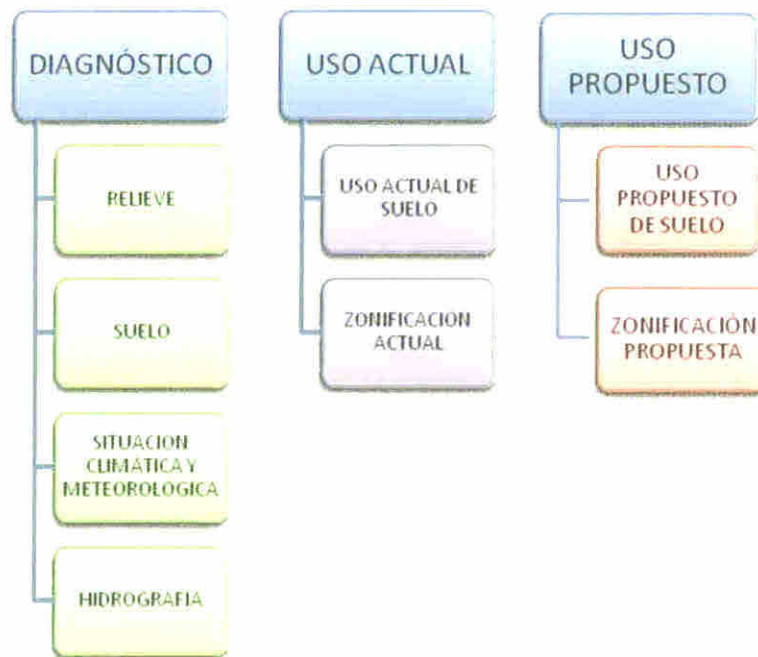 DIAGNÓSTICO
RELIEVE
SUELO
SITUACION
CLIMATICA Y
METEOROLOGICA
HIDROGRAFIA
USO ACTUAL
USO ACTUAL DE
SUELO
ZONIFICACION
ACTUAL
USO
PROPUESTO
USO
PROPUESTO
DE SUELO
ZONIFICACIÓN
PROPUESTA